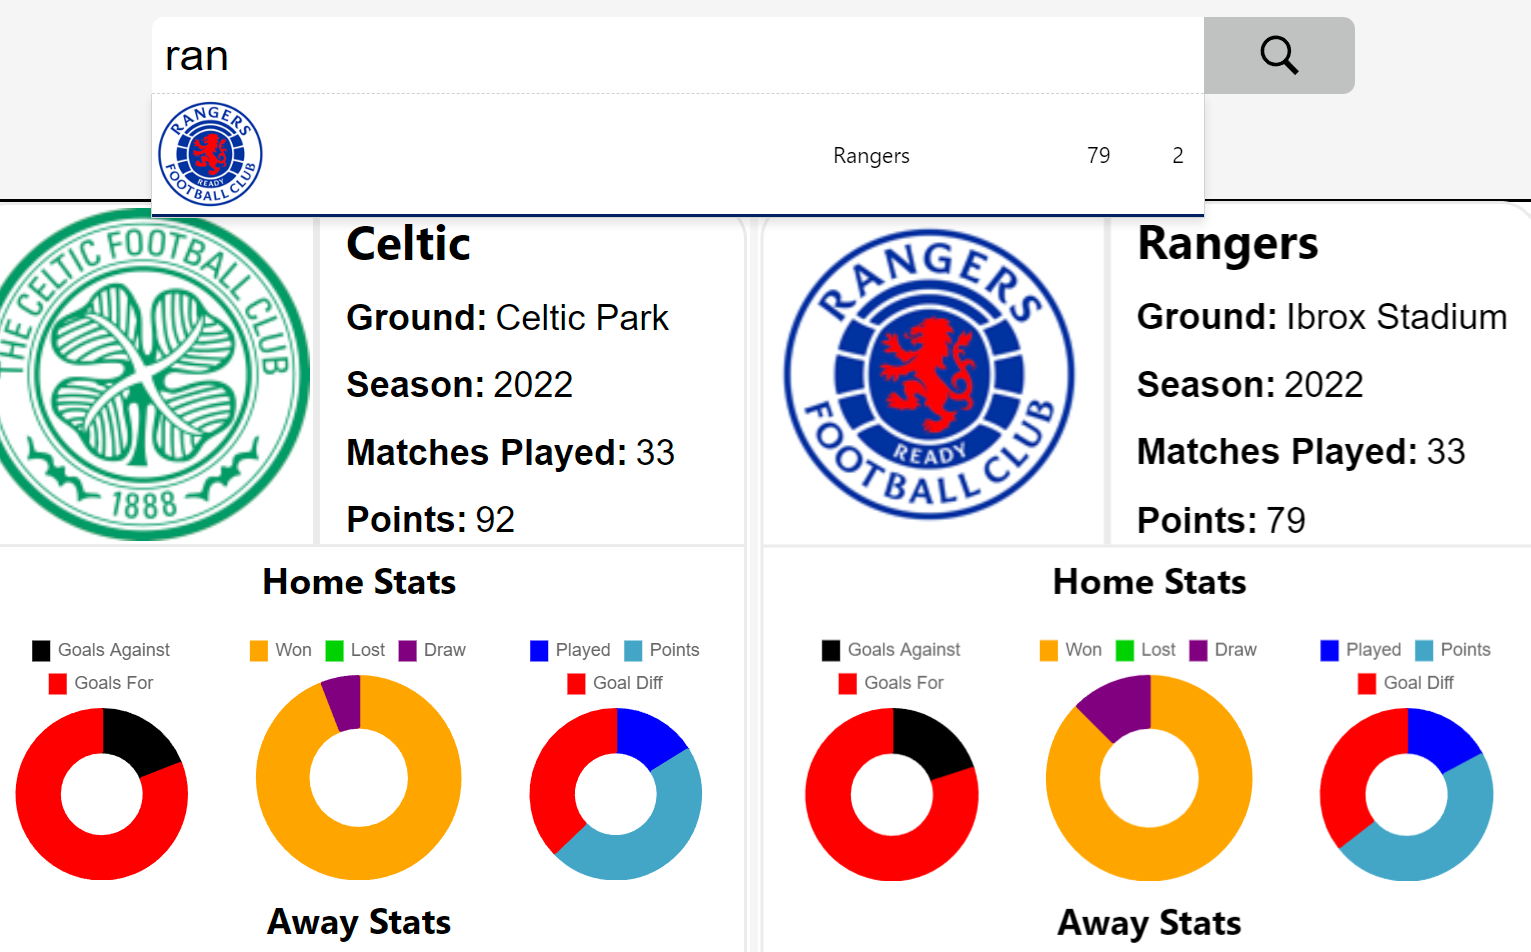 ran
RANGERS
READY
FOOTBALL CLUB
Rangers 79 2
THE CELTIC FOOTBALL CLUB
1888
Celtic
Ground: Celtic Park
Season: 2022
Matches Played: 33
Points: 92
RANGERS
READY
FOOTBALL CLUB
Rangers
Ground: Ibrox Stadium
Season: 2022
Matches Played: 33
Points: 79
Home Stats
Goals Against
Goals For
Won Lost Draw
Played Points
Goal Diff
Away Stats
Home Stats
Goals Against
Goals For
Won Lost Draw
Played Points
Goal Diff
Away Stats